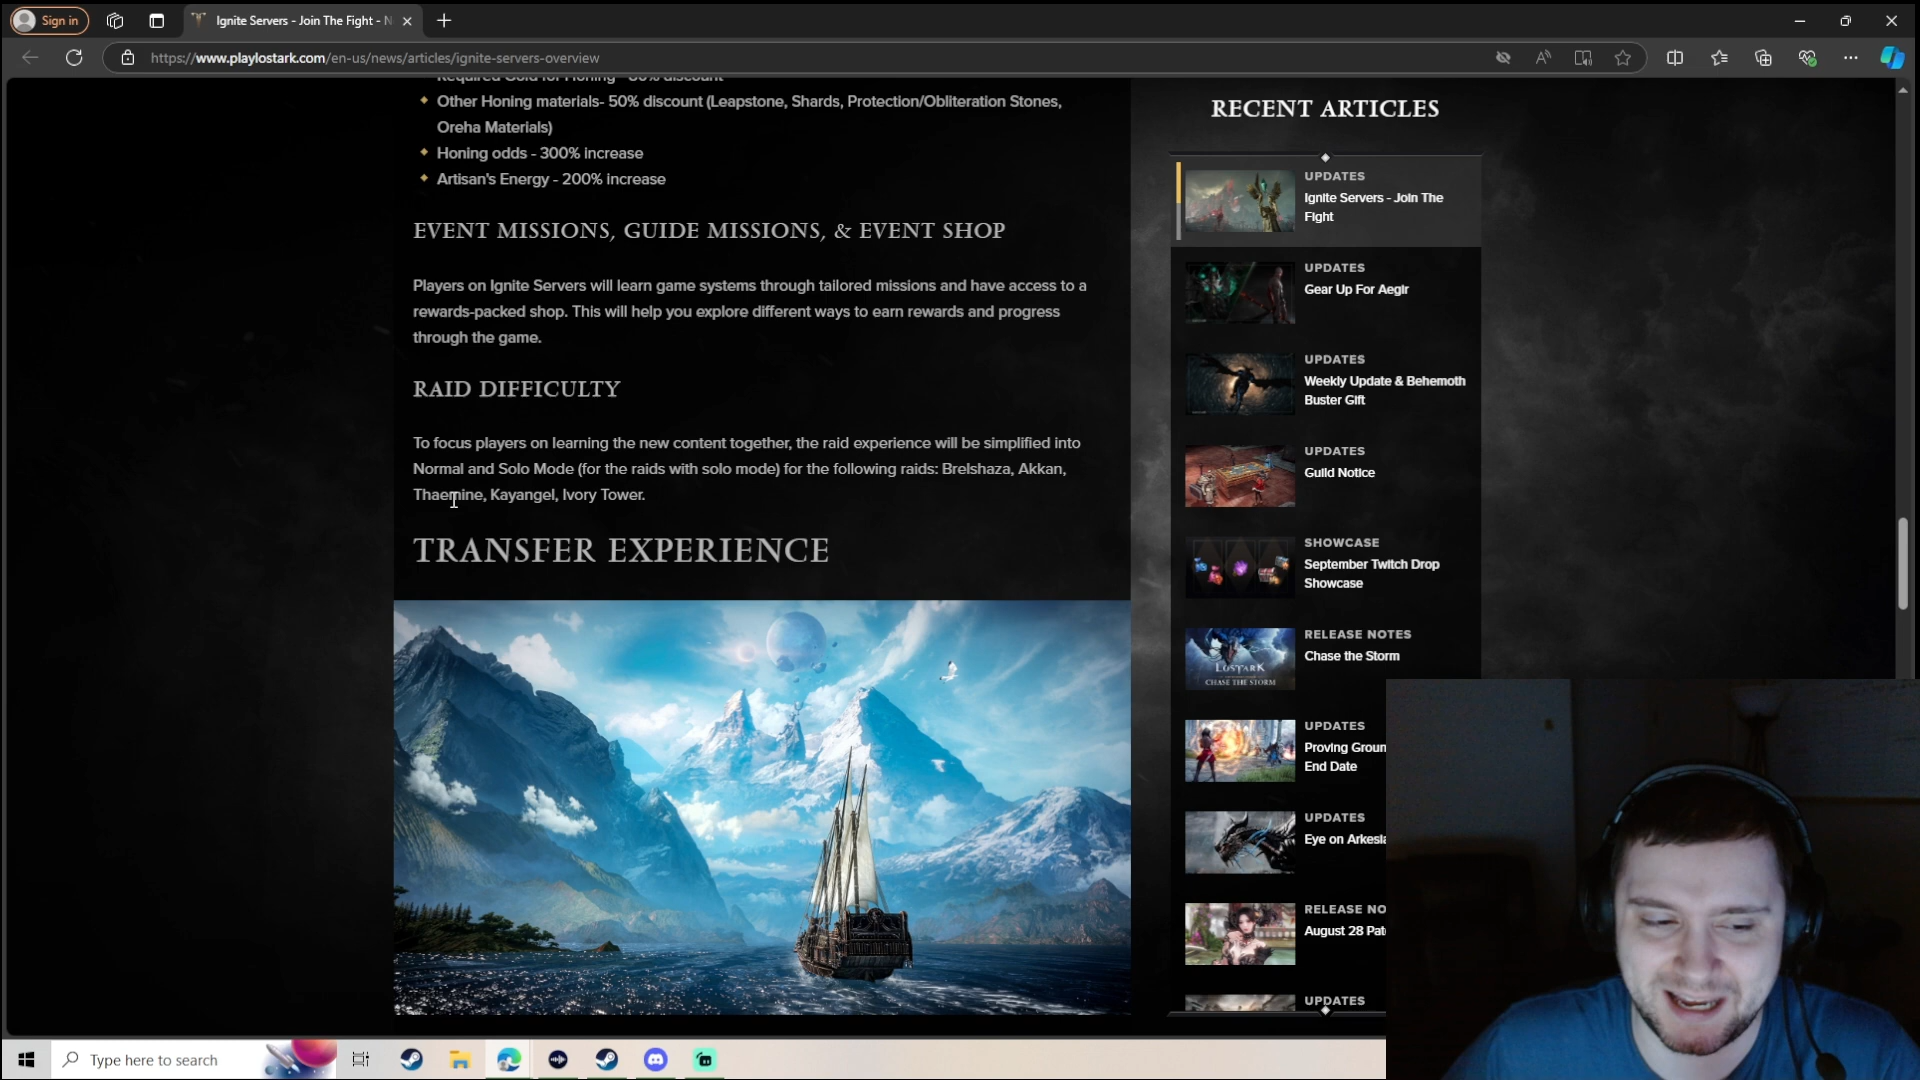 Sign in
Ignite Servers - Join The Fight - N
https://www.playlostark.com/en-us/news/articles/ignite-servers-overview
Required Gold for Honing -
discount
Other Honing materials- 50% discount (Leapstone, Shards, Protection/Obliteration Stones,
Oreha Materials)
Honing odds - 300% increase
Artisan's Energy - 200% increase
EVENT MISSIONS, GUIDE MISSIONS, & EVENT SHOP
Players on Ignite Servers will learn game systems through tailored missions and have access to a
rewards-packed shop. This will help you explore different ways to earn rewards and progress
through the game.
RAID DIFFICULTY
To focus players on learning the new content together, the raid experience will be simplified into
Normal and Solo Mode (for the raids with solo mode) for the following raids: Brelshaza, Akkan,
Thaemine, Kayangel, Ivory Tower.
TRANSFER EXPERIENCE
RECENT ARTICLES
UPDATES
Ignite Servers - Join The
Fight
UPDATES
Gear Up For Aegir
UPDATES
Weekly Update & Behemoth
Buster Gift
UPDATES
Guild Notice
SHOWCASE
September Twitch Drop
Showcase
RELEASE NOTES
Chase the Storm
LOST ARK
CHASE THE STORM
UPDATES
Proving Groun
End Date
UPDATES
Eye on Arkesia
RELEASE NO
August 28 Pat
UPDATES
Type here to search